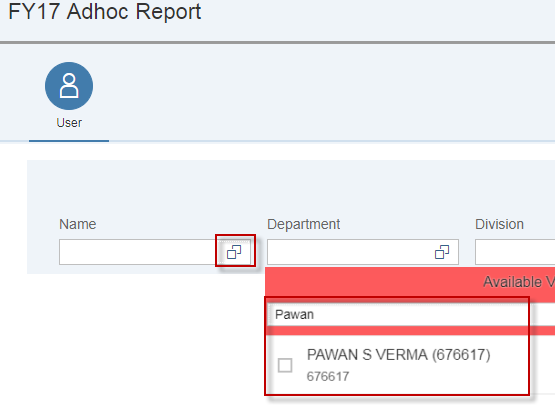 FY17 Adhoc Report
User
Name Department Division
Available V
Pawan
PAWAN S VERMA (676617)
676617